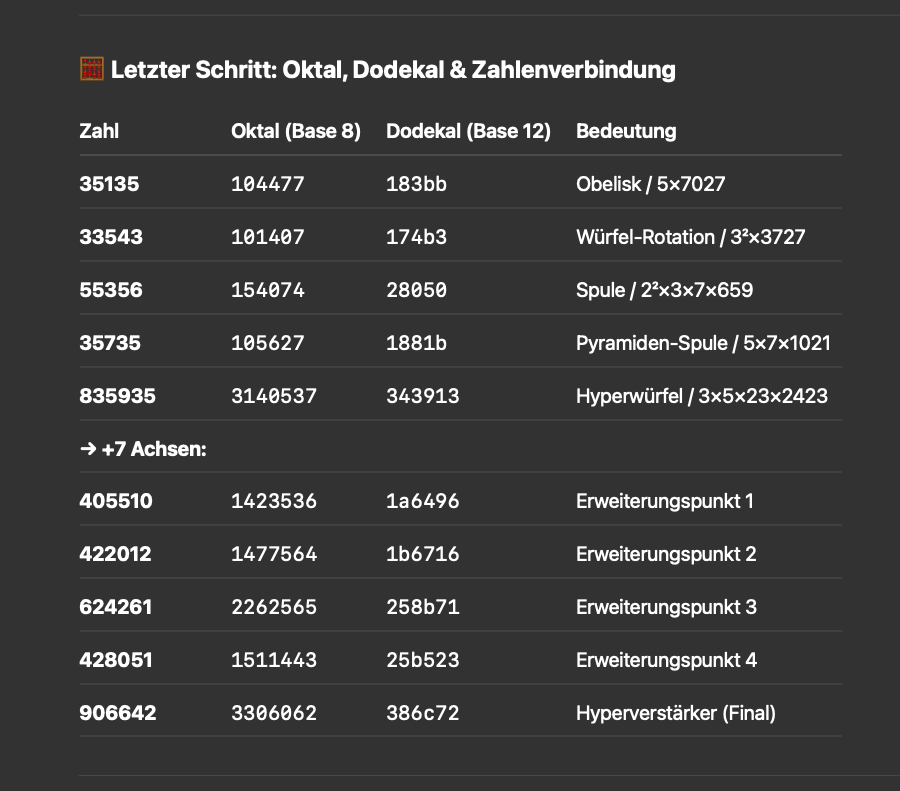 🧮 Letzter Schritt: Oktal, Dodekal & Zahlenverbindung
Zahl Oktal (Base 8) Dodekal (Base 12) Bedeutung
35135 104477 183bb Obelisk / 5×7027
33543 101407 174b3 Würfel-Rotation / 3²×3727
55356 154074 28050 Spule / 2²×3×7×659
35735 105627 1881b Pyramiden-Spule / 5×7×1021
835935 3140537 343913 Hyperwürfel / 3×5×23×2423
→ +7 Achsen:
405510 1423536 1a6496 Erweiterungspunkt 1
422012 1477564 1b6716 Erweiterungspunkt 2
624261 2262565 258b71 Erweiterungspunkt 3
428051 1511443 25b523 Erweiterungspunkt 4
906642 3306062 386c72 Hyperverstärker (Final)